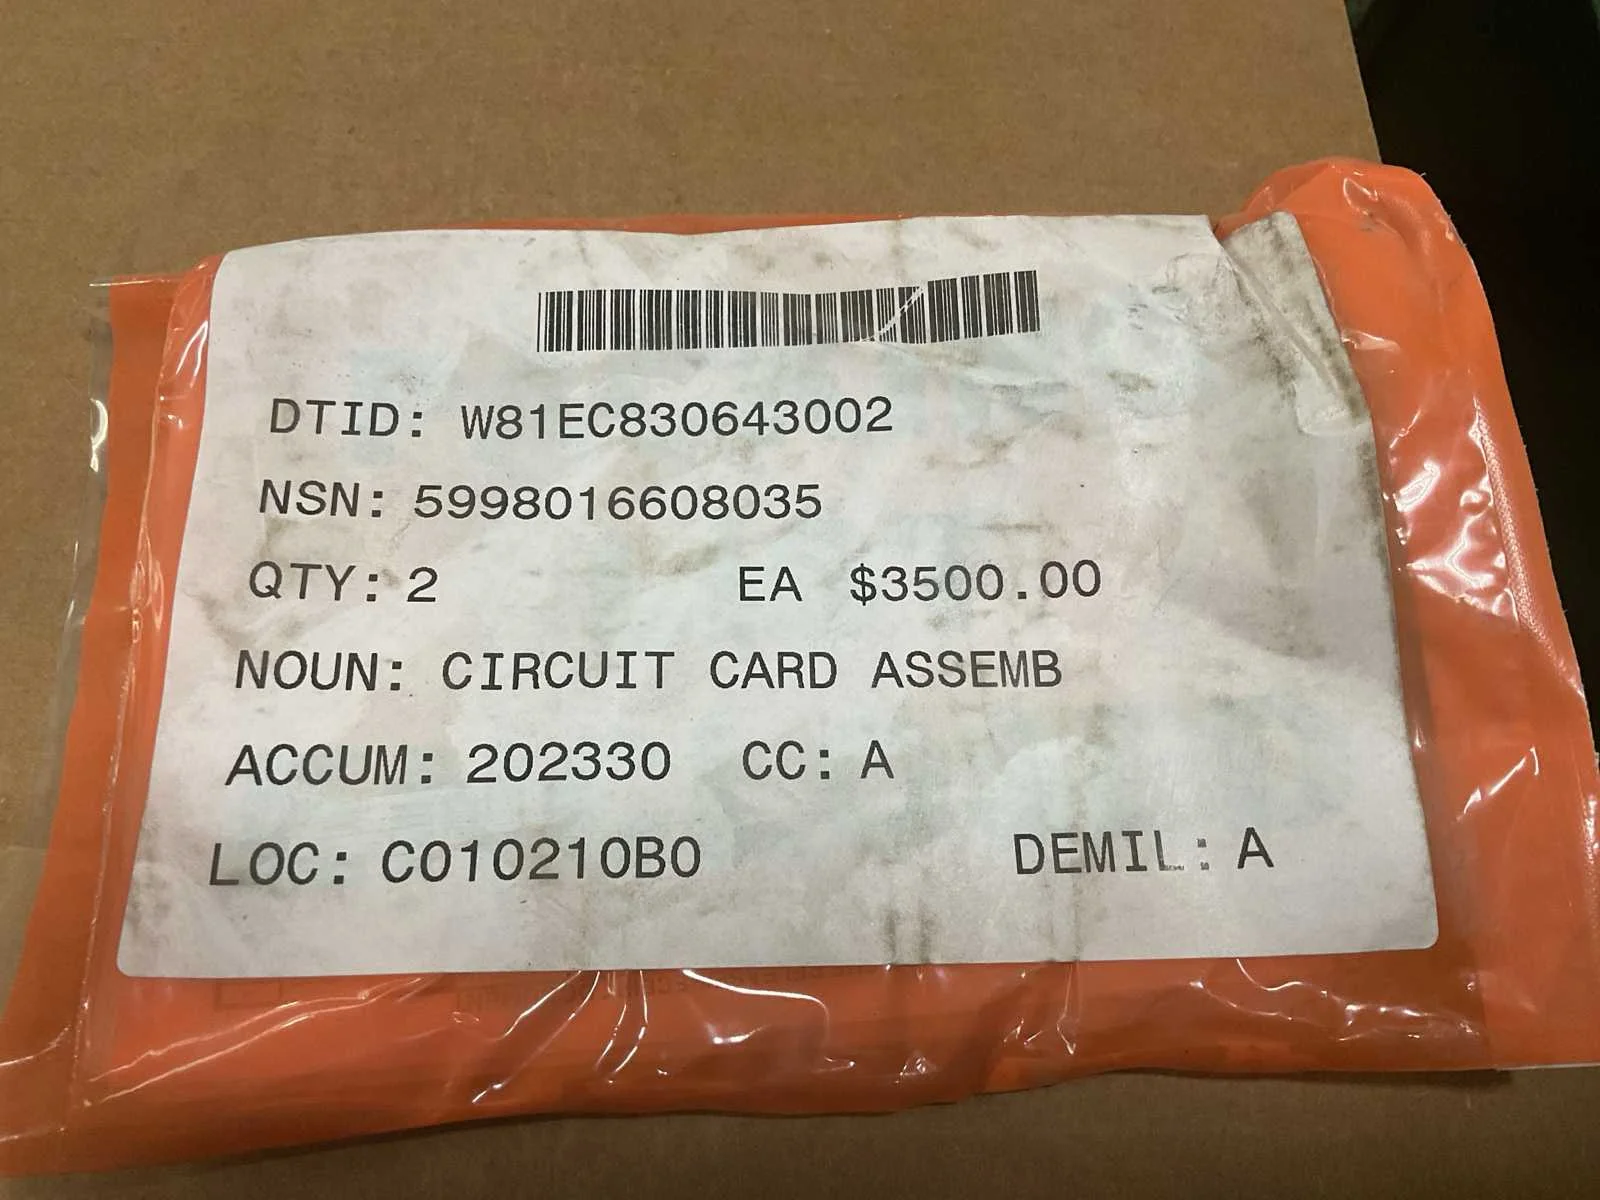 DTID: W81EC830643002
NSN: 5998016608035
QTY: 2 EA $3500.00
NOUN: CIRCUIT CARD ASSEMB
ACCUM: 202330 CC: A
LOC: C010210B0 DEMIL: A